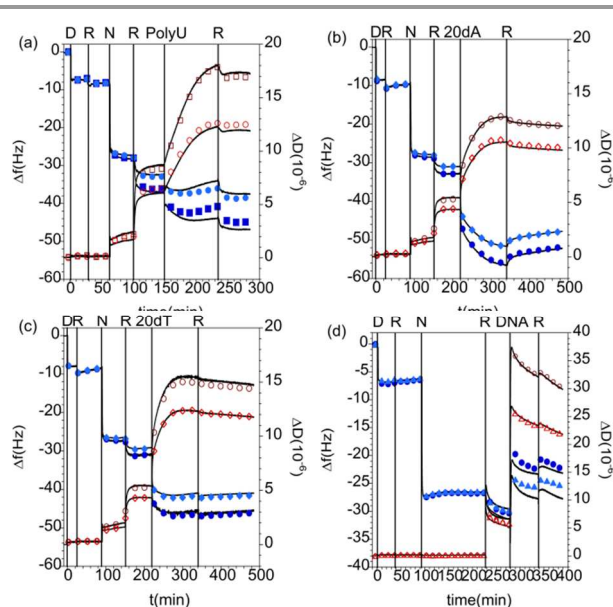 D R N R PolyU R
(a)
0
-10
-20
-30
-40
-50
-60
Δf(Hz)
20
15
10
5
0
ΔD(10⁻⁶)
0 50 100 150 200 250 300
time(min)
DR N R 20dA R
(b)
0
-10
-20
-30
-40
-50
-60
Δf(Hz)
20
15
10
5
0
ΔD(10⁻⁶)
0 100 200 300 400 500
t(min)
DR N R 20dT R
(c)
0
-10
-20
-30
-40
-50
-60
Δf(Hz)
20
15
10
5
0
ΔD(10⁻⁶)
0 100 200 300 400 500
t(min)
D R N R DNA R
(d)
0
-5
-10
-15
-20
-25
-30
-35
-40
Δf(Hz)
40
35
30
25
20
15
10
5
0
ΔD(10⁻⁶)
0 50 100 150 200 250 300 350 400
time(min)